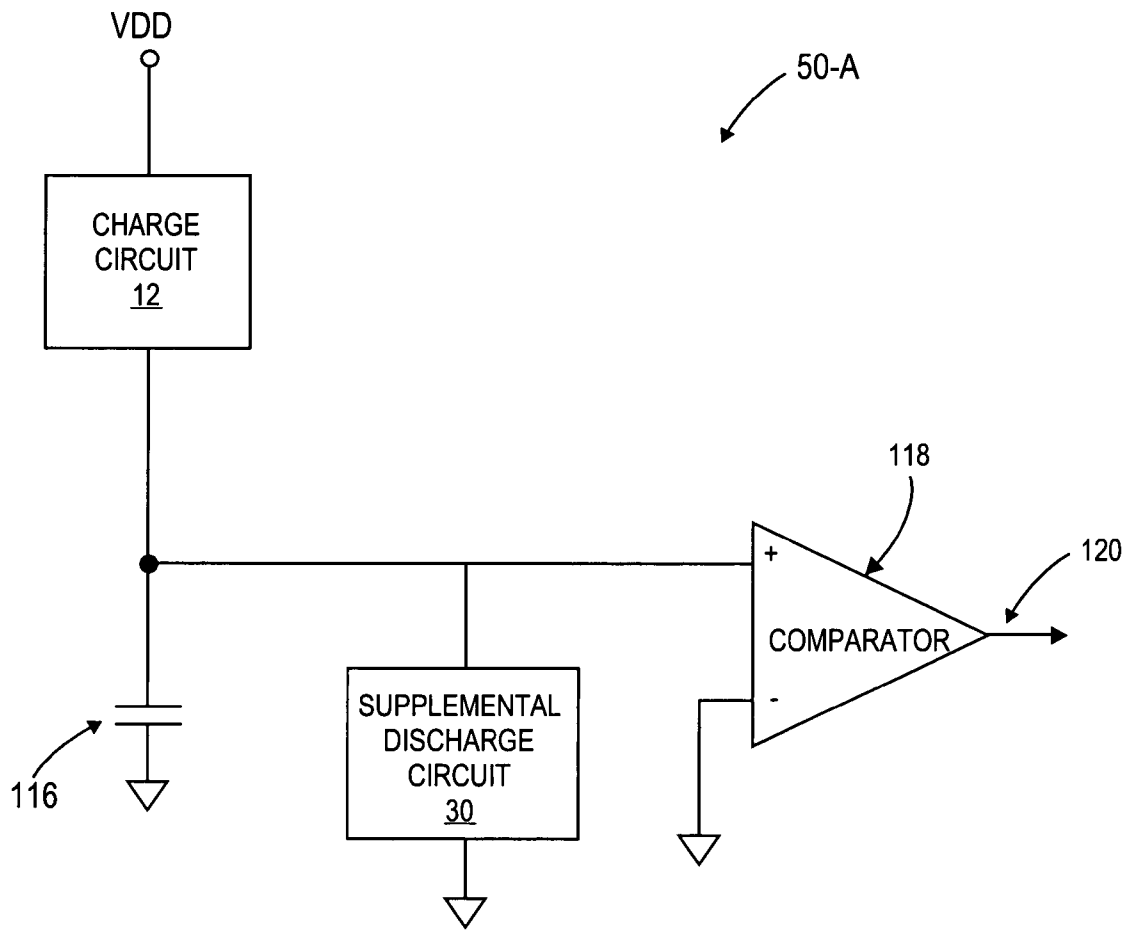 VDD
50-A
CHARGE
CIRCUIT
12
118
120
+
COMPARATOR
-
SUPPLEMENTAL
DISCHARGE
CIRCUIT
30
116